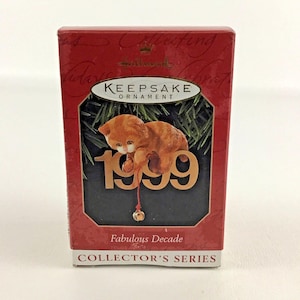 Hallmark
KEEPSAKE
ORNAMENT
1999
Fabulous Decade
COLLECTOR'S SERIES